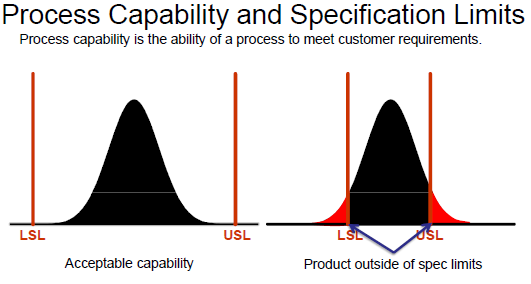 Process Capability and Specification Limits
Process capability is the ability of a process to meet customer requirements.
LSL
USL
LSL
USL
Acceptable capability
Product outside of spec limits